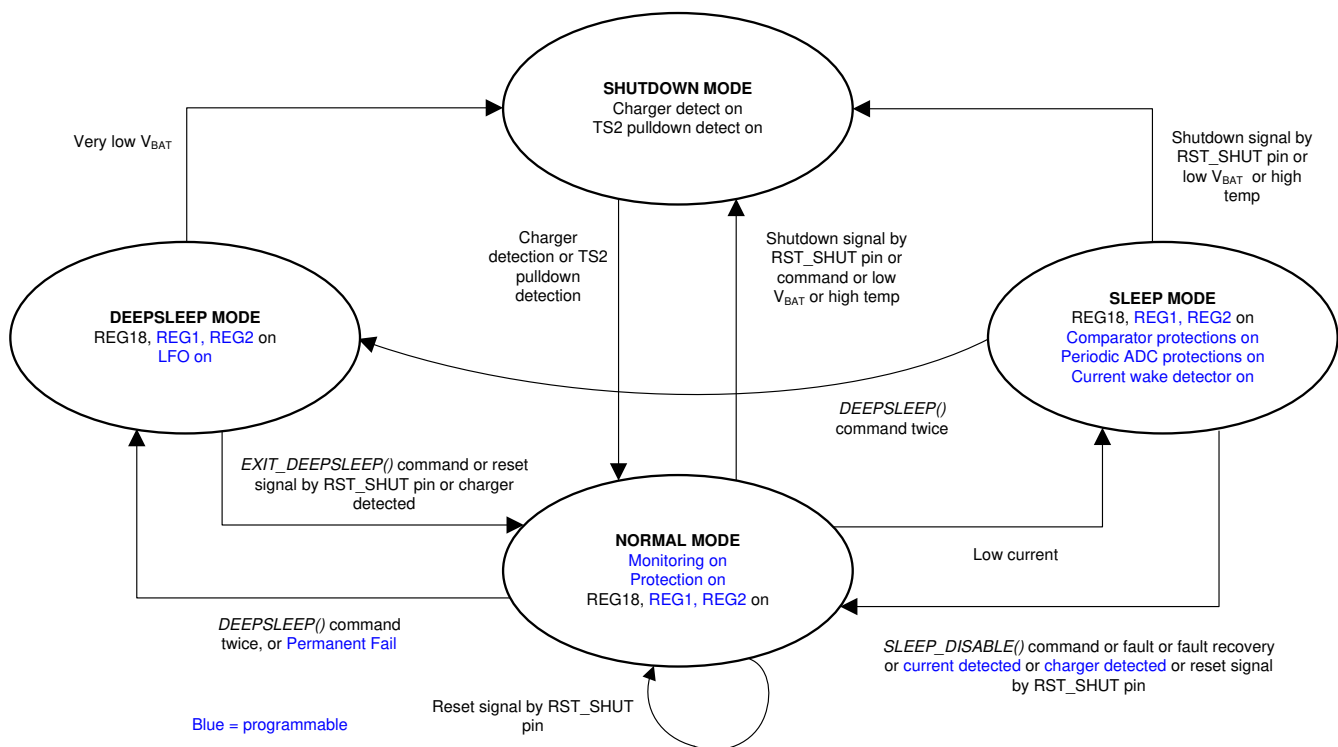 SHUTDOWN MODE
Charger detect on
TS2 pulldown detect on
Very low VBAT
Shutdown signal by
RST_SHUT pin or
low VBAT or high
temp
Charger
detection or TS2
pulldown
detection
Shutdown signal by
RST_SHUT pin or
command or low
VBAT or high temp
DEEPSLEEP MODE
REG18, REG1, REG2 on
LFO on
SLEEP MODE
REG18, REG1, REG2 on
Comparator protections on
Periodic ADC protections on
Current wake detector on
DEEPSLEEP()
command twice
EXIT_DEEPSLEEP() command or reset
signal by RST_SHUT pin or charger
detected
NORMAL MODE
Monitoring on
Protection on
REG18, REG1, REG2 on
Low current
DEEPSLEEP() command
twice, or Permanent Fail
SLEEP_DISABLE() command or fault or fault recovery
or current detected or charger detected or reset signal
by RST_SHUT pin
Reset signal by RST_SHUT
pin
Blue = programmable